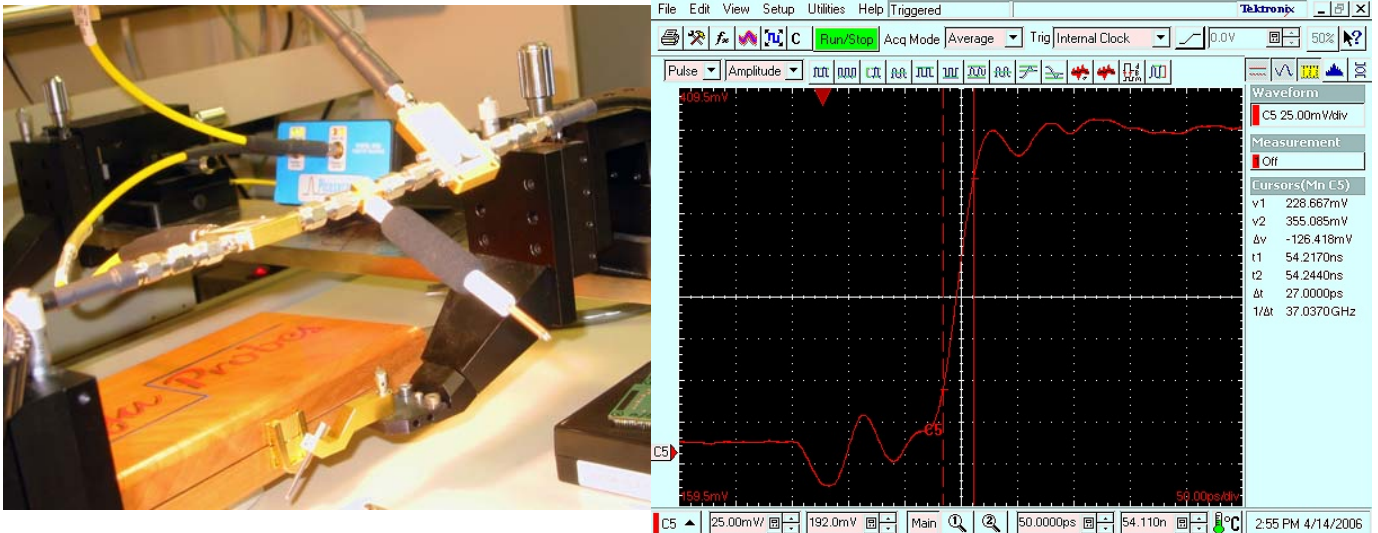 Probes
File Edit View Setup Utilities Help Triggered Tektronix
C Run/Stop Acq Mode Average Trig Internal Clock 0.0V 50%
Pulse Amplitude
409.5mV
C5
C5
159.5mV
50.00ps/div
Waveform
C5 25.00mV/div
Measurement
1 Off
Cursors(Mn C5)
v1 228.667mV
v2 355.085mV
Δv -126.418mV
t1 54.2170ns
t2 54.2440ns
Δt 27.0000ps
1/Δt 37.0370GHz
C5 25.00mV/ 192.0mV Main 1 2 50.0000ps 54.110n °C 2:55 PM 4/14/2006